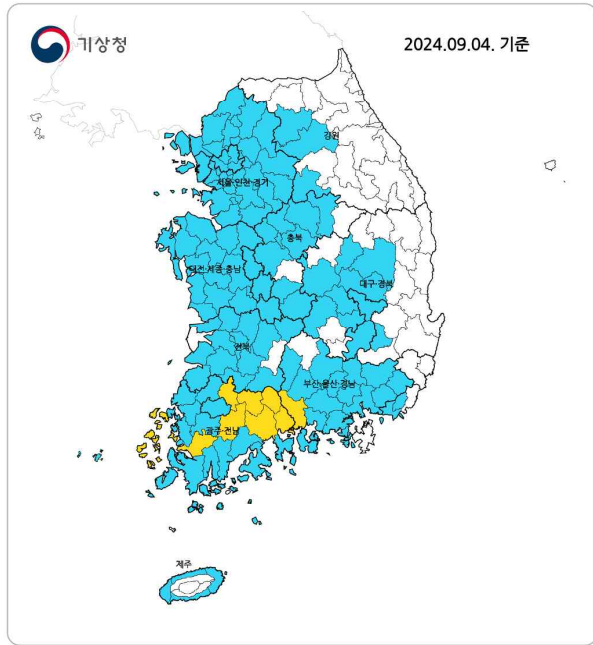 기상청
2024.09.04. 기준
강원
서울·인천·경기
충북
대전·세종·충남
대구·경북
전북
부산·울산·경남
광주·전남
제주